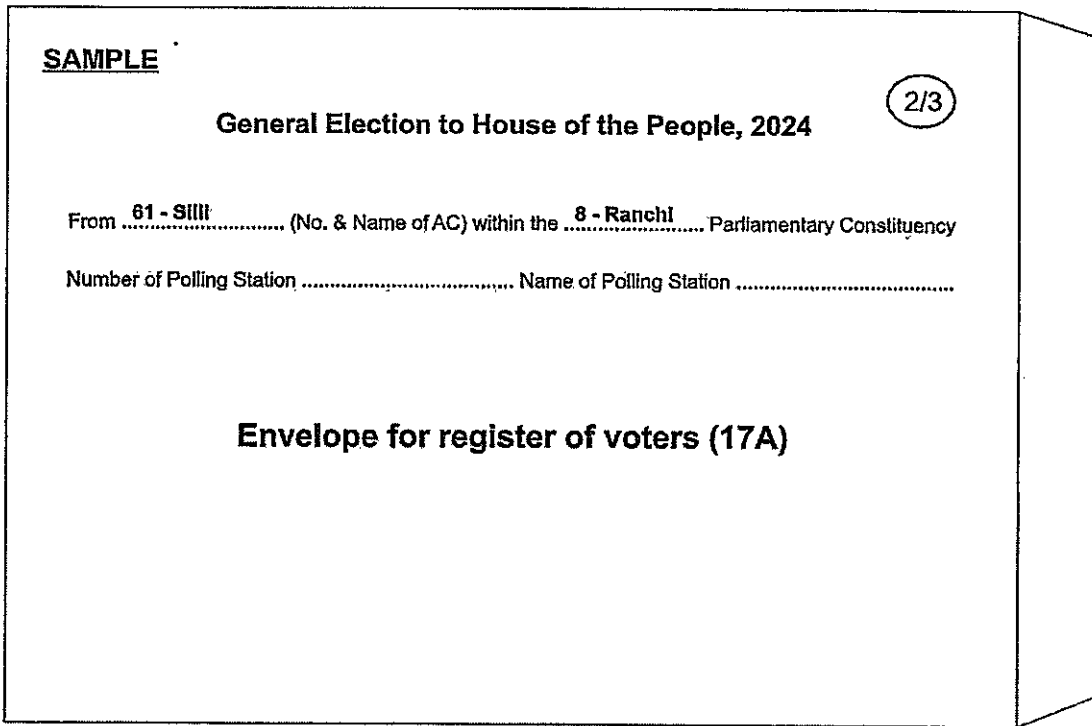 SAMPLE
2/3
General Election to House of the People, 2024
From ..61 - Silli.......... (No. & Name of AC) within the ..8 - Ranchi...... Parliamentary Constituency
Number of Polling Station .................................. Name of Polling Station ...................................
Envelope for register of voters (17A)